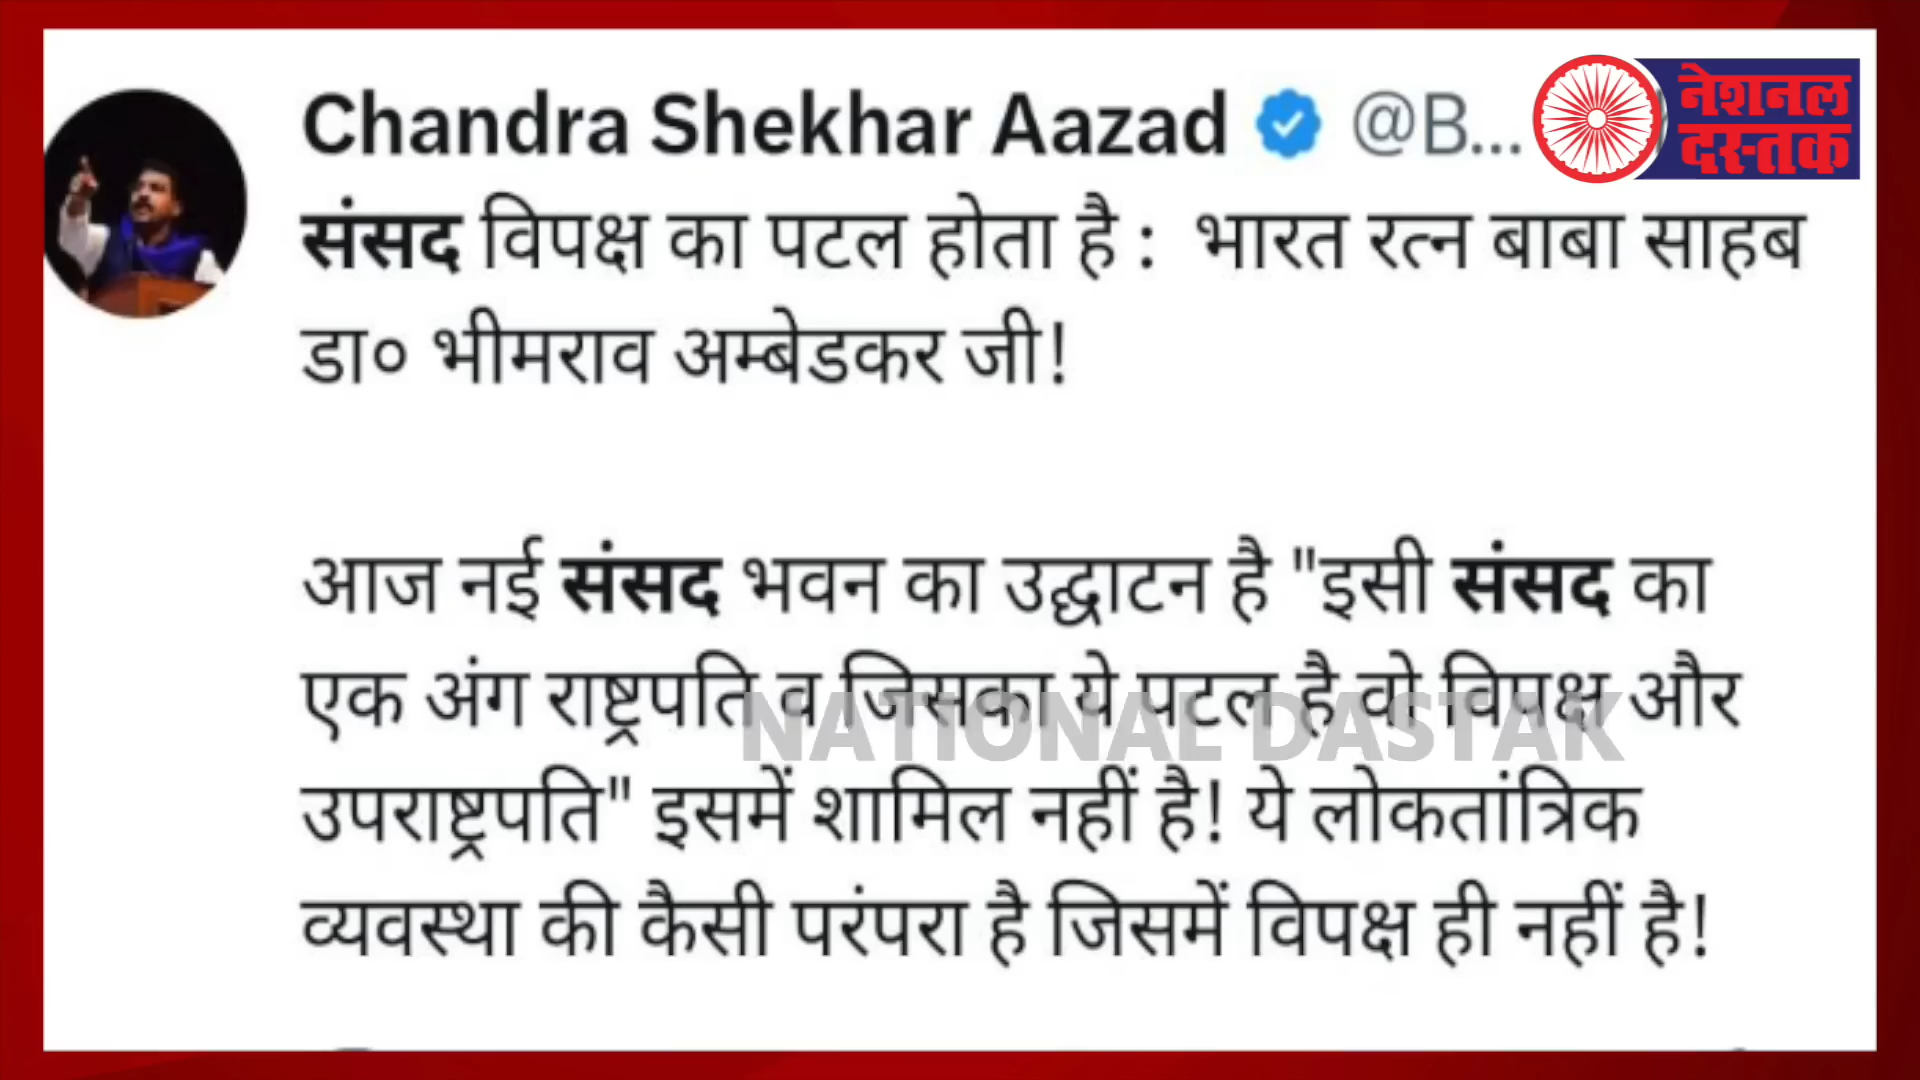 Chandra Shekhar Aazad @B...
नेशनल
दस्तक
संसद विपक्ष का पटल होता है : भारत रत्न बाबा साहब
डा० भीमराव अम्बेडकर जी!
आज नई संसद भवन का उद्घाटन है "इसी संसद का
एक अंग राष्ट्रपति व जिसका ये पटल है वो विपक्ष और
NATIONAL DASTAK
उपराष्ट्रपति" इसमें शामिल नहीं है! ये लोकतांत्रिक
व्यवस्था की कैसी परंपरा है जिसमें विपक्ष ही नहीं है!